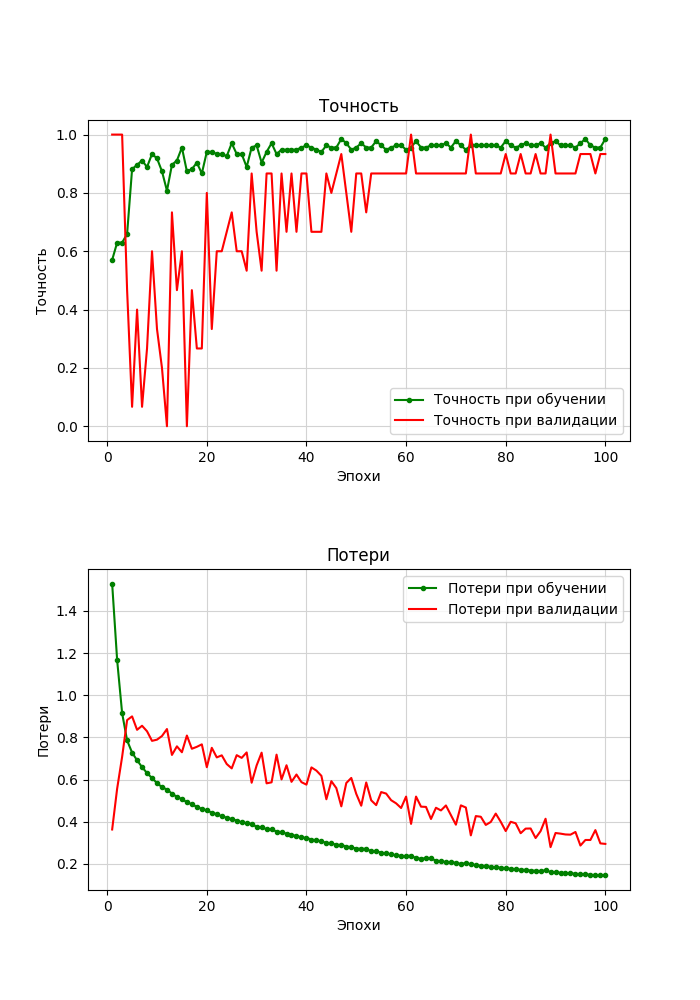 Точность
1.0
0.8
0.6
0.4
0.2
0.0
Точность
Точность при обучении
Точность при валидации
0 20 40 60 80 100
Эпохи
Потери
1.4
1.2
1.0
0.8
0.6
0.4
0.2
Потери
Потери при обучении
Потери при валидации
0 20 40 60 80 100
Эпохи